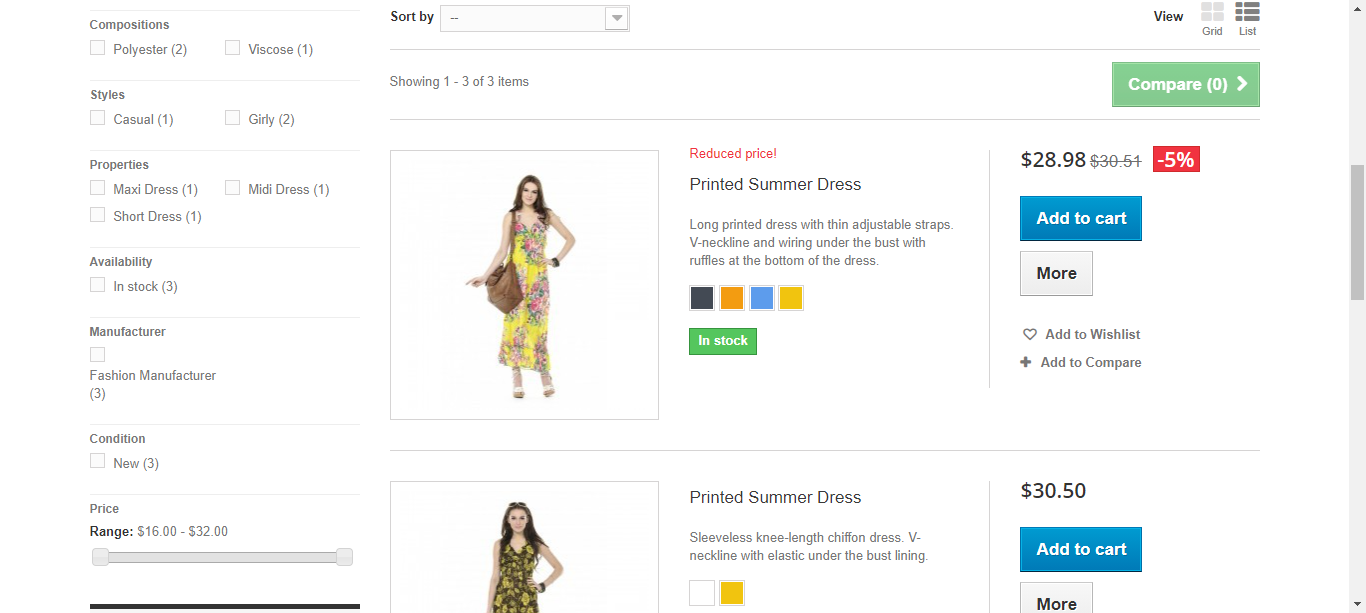 Compositions
Polyester (2)
Viscose (1)
Styles
Casual (1)
Girly (2)
Properties
Maxi Dress (1)
Midi Dress (1)
Short Dress (1)
Availability
In stock (3)
Manufacturer
Fashion Manufacturer
(3)
Condition
New (3)
Price
Range: $16.00 - $32.00
Sort by
--
View
Grid
List
Showing 1 - 3 of 3 items
Compare (0)
Reduced price!
Printed Summer Dress
Long printed dress with thin adjustable straps.
V-neckline and wiring under the bust with
ruffles at the bottom of the dress.
In stock
$28.98 $30.51 -5%
Add to cart
More
Add to Wishlist
Add to Compare
Printed Summer Dress
Sleeveless knee-length chiffon dress. V-
neckline with elastic under the bust lining.
$30.50
Add to cart
More